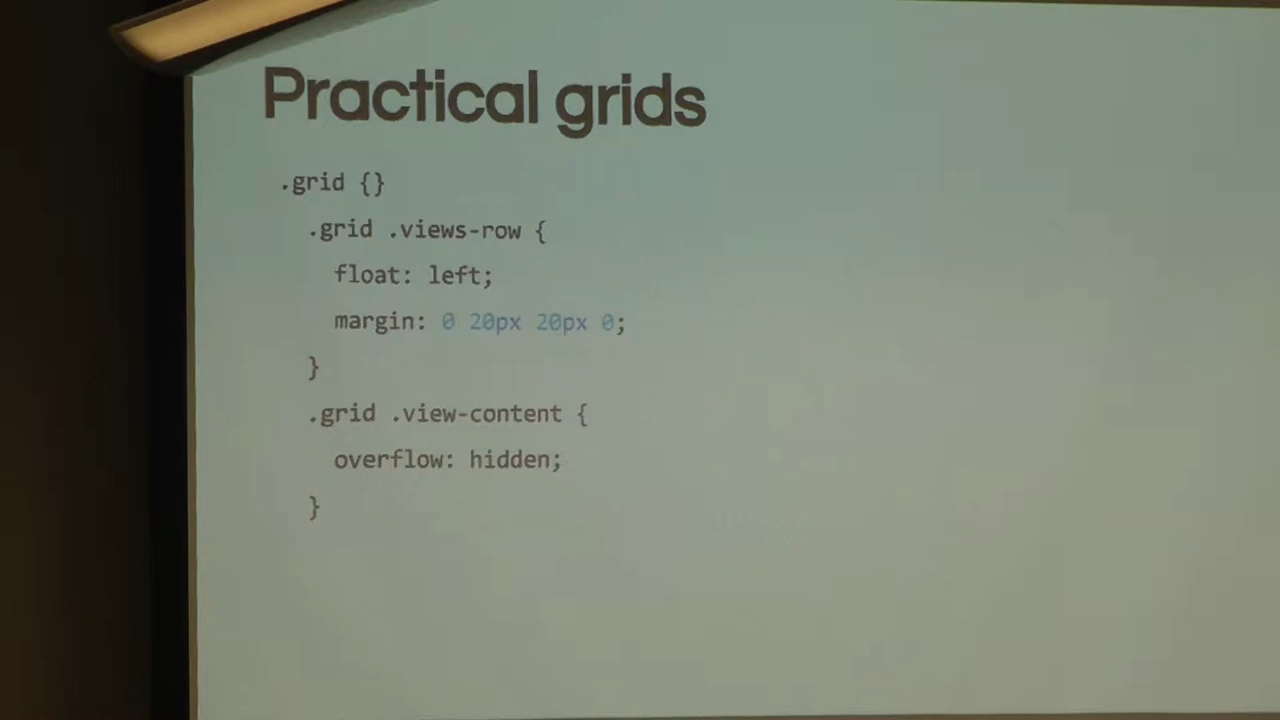 Practical grids
.grid {}
.grid .views-row {
float: left;
margin: 0 20px 20px 0;
}
.grid .view-content {
overflow: hidden;
}